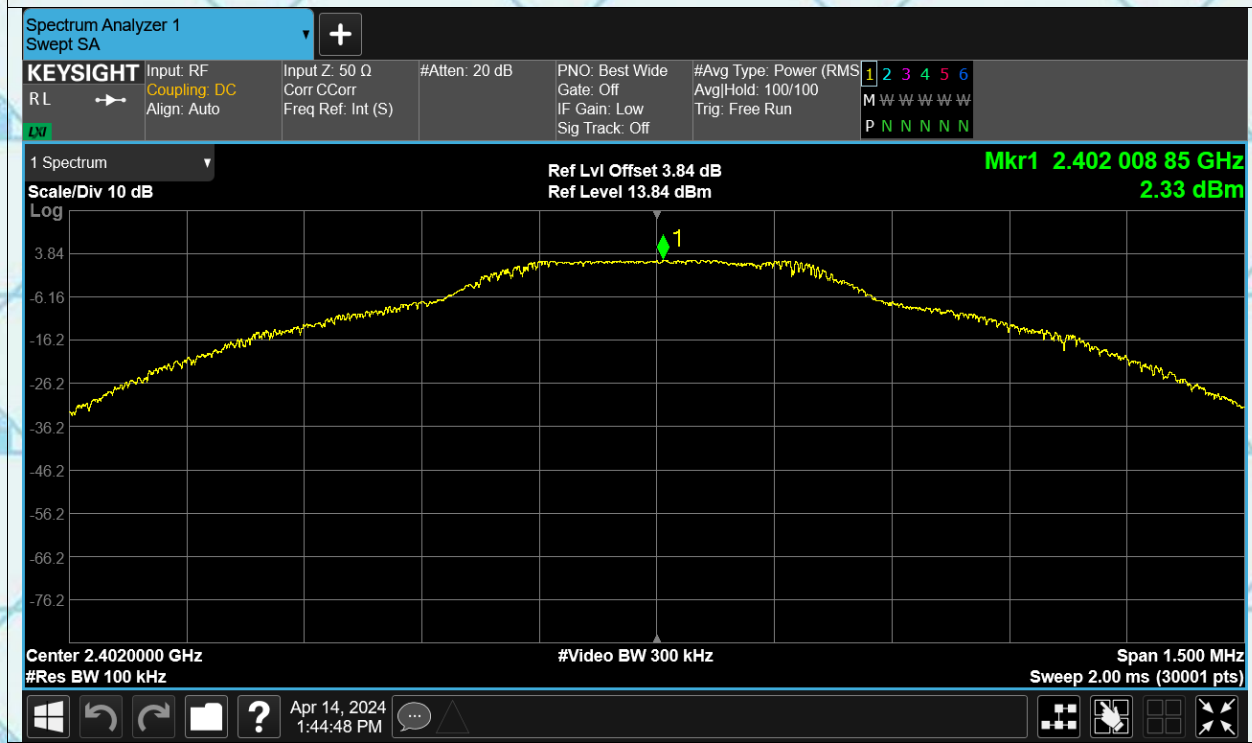 Spectrum Analyzer 1
Swept SA
+
KEYSIGHT
R L
LXI
Input: RF
Coupling: DC
Align: Auto
Input Z: 50 Ω
Corr CCorr
Freq Ref: Int (S)
#Atten: 20 dB
PNO: Best Wide
Gate: Off
IF Gain: Low
Sig Track: Off
#Avg Type: Power (RMS
Avg|Hold: 100/100
Trig: Free Run
1 2 3 4 5 6
M W W W W W
P N N N N N
1 Spectrum
Scale/Div 10 dB
Log
Ref Lvl Offset 3.84 dB
Ref Level 13.84 dBm
Mkr1 2.402 008 85 GHz
2.33 dBm
1
3.84
-6.16
-16.2
-26.2
-36.2
-46.2
-56.2
-66.2
-76.2
Center 2.4020000 GHz
#Res BW 100 kHz
#Video BW 300 kHz
Span 1.500 MHz
Sweep 2.00 ms (30001 pts)
?
Apr 14, 2024
1:44:48 PM